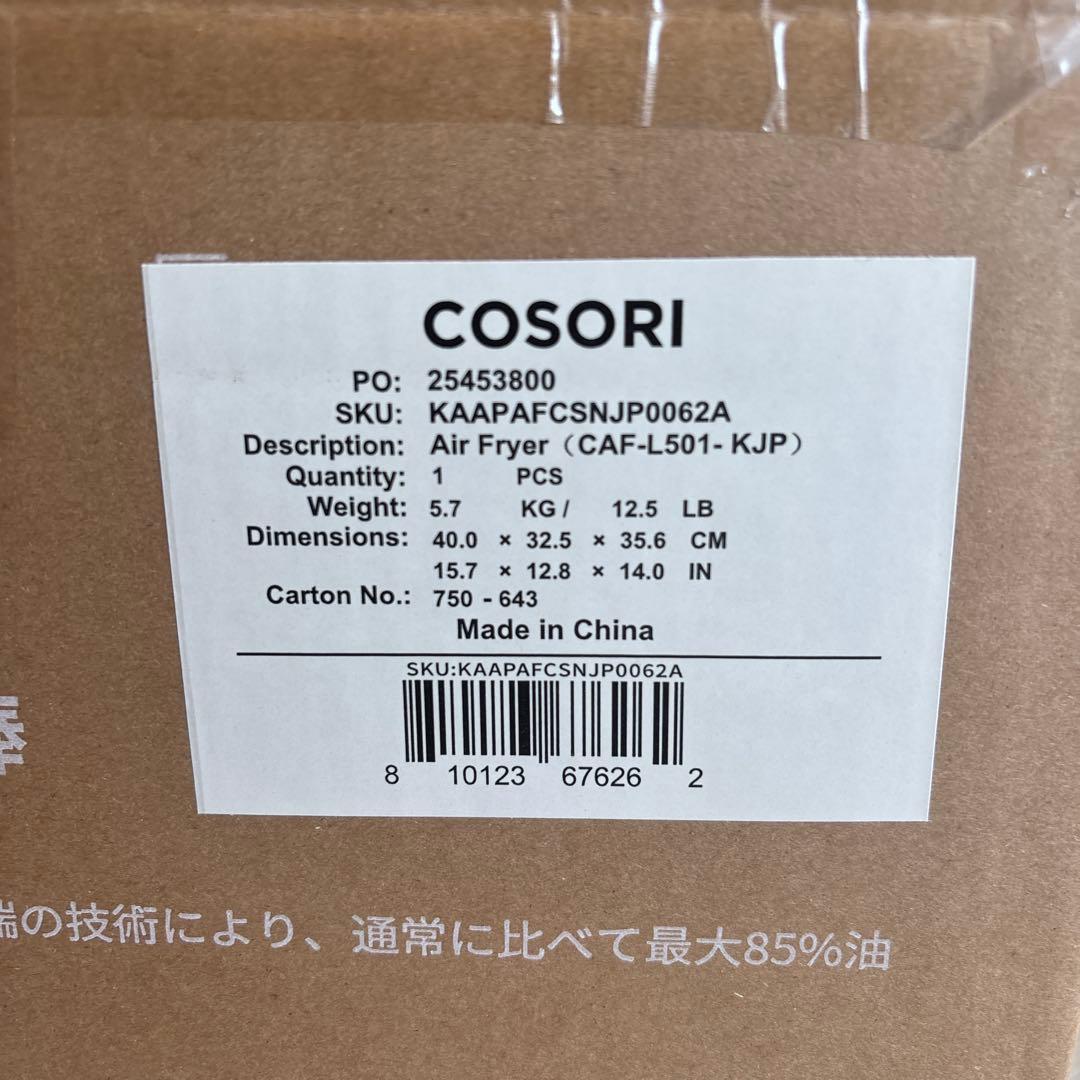 COSORI
PO: 25453800
SKU: KAAPAFCSNJP0062A
Description: Air Fryer（CAF-L501- KJP）
Quantity: 1 PCS
Weight: 5.7 KG / 12.5 LB
Dimensions: 40.0 × 32.5 × 35.6 CM
15.7 × 12.8 × 14.0 IN
Carton No.: 750 - 643
Made in China
SKU:KAAPAFCSNJP0062A
8 10123 67626 2
端の技術により、通常に比べて最大85%油